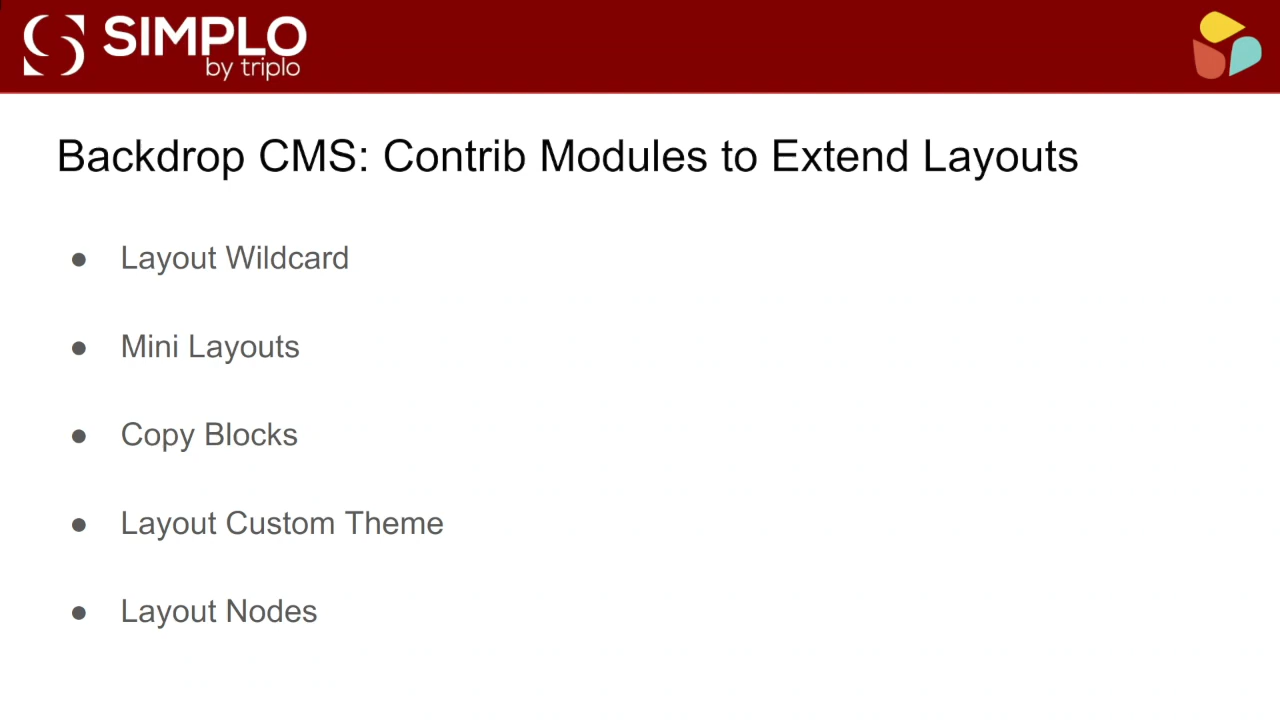 SIMPLO
by triplo
Backdrop CMS: Contrib Modules to Extend Layouts
● Layout Wildcard
● Mini Layouts
● Copy Blocks
● Layout Custom Theme
● Layout Nodes